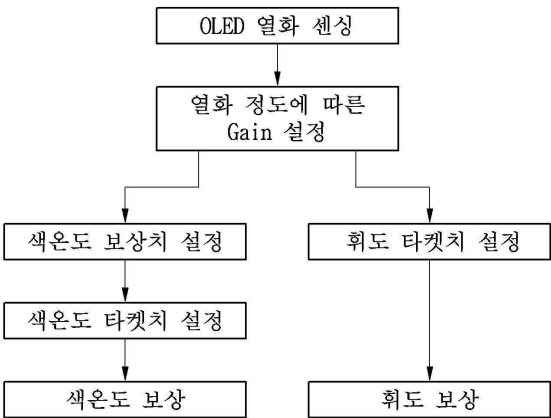 OLED 열화 센싱
열화 정도에 따른
Gain 설정
색온도 보상치 설정
휘도 타켓치 설정
색온도 타켓치 설정
색온도 보상
휘도 보상